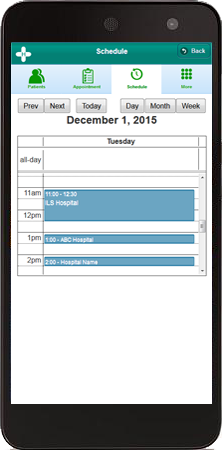 Schedule
Back
Patients Appointment Schedule More
Prev Next Today Day Month Week
December 1, 2015
Tuesday
all-day
11am
11:00 - 12:30
ILS Hospital
12pm
1pm 1:00 - ABC Hospital
2pm 2:00 - Hospital Name